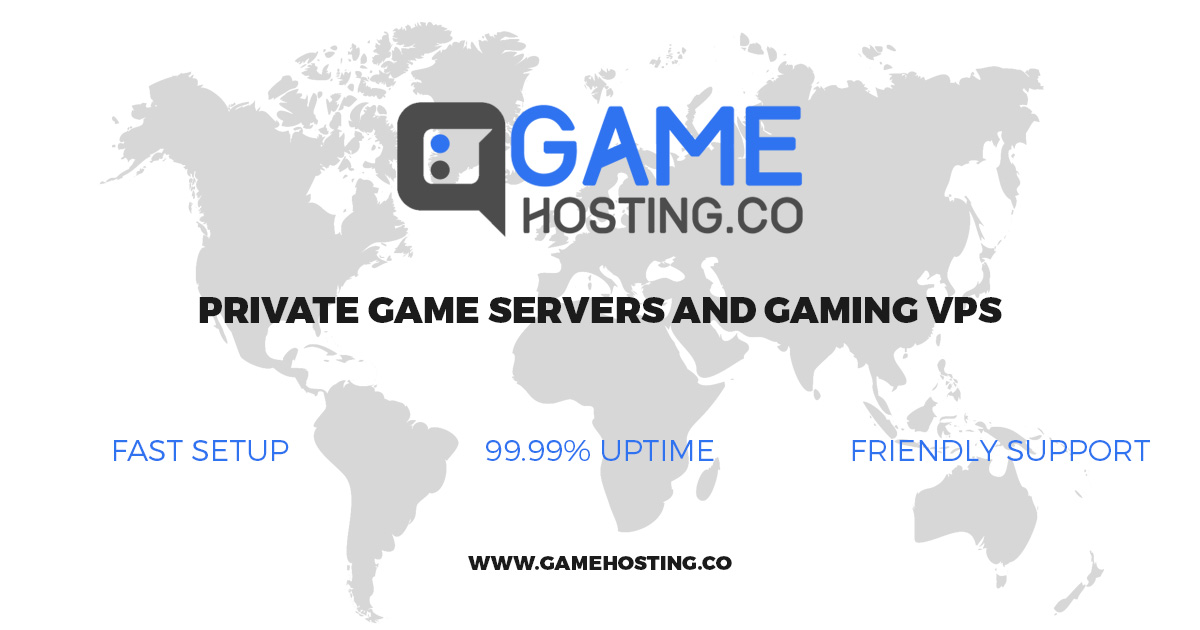 GAME
HOSTING.CO
PRIVATE GAME SERVERS AND GAMING VPS
FAST SETUP 99.99% UPTIME FRIENDLY SUPPORT
WWW.GAMEHOSTING.CO